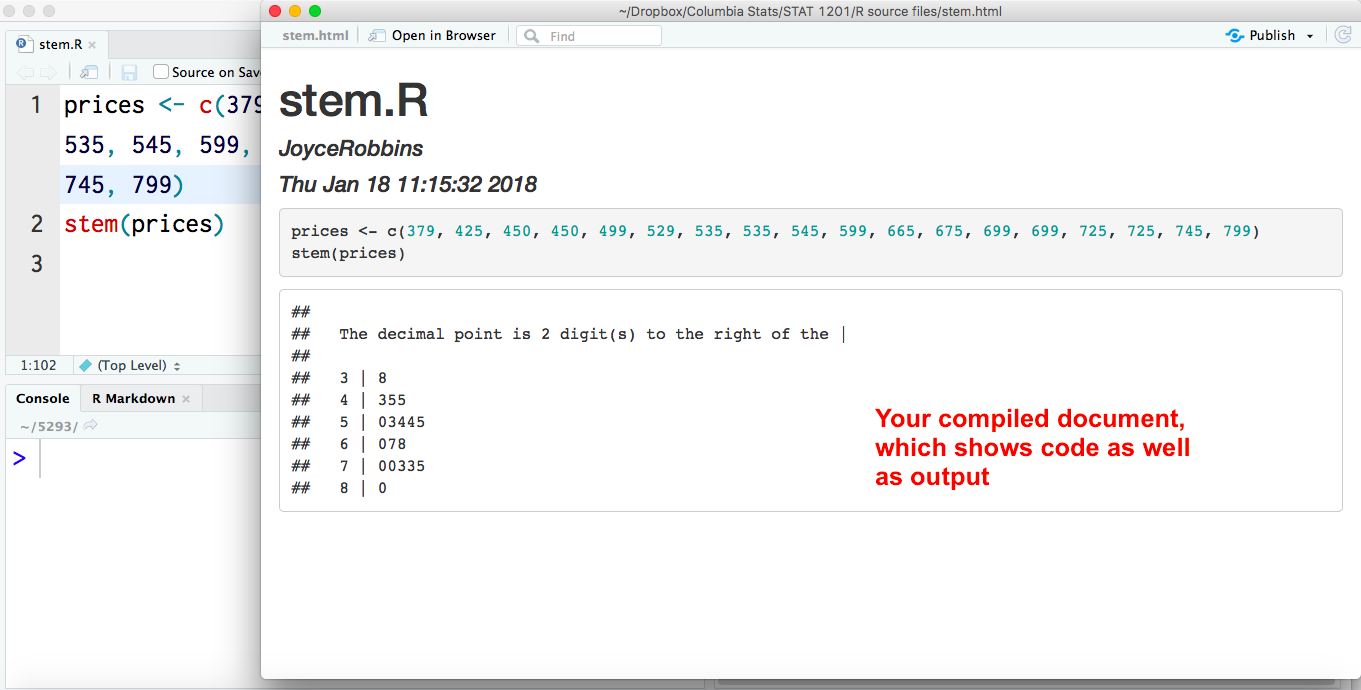 ~/Dropbox/Columbia Stats/STAT 1201/R source files/stem.html
stem.html Open in Browser Find Publish
stem.R
Source on Sav
1 prices <- c(379
535, 545, 599,
745, 799)
2 stem(prices)
3
1:102 (Top Level)
Console R Markdown
~/5293/
>
stem.R
JoyceRobbins
Thu Jan 18 11:15:32 2018
prices <- c(379, 425, 450, 450, 499, 529, 535, 535, 545, 599, 665, 675, 699, 699, 725, 725, 745, 799)
stem(prices)
##
## The decimal point is 2 digit(s) to the right of the |
##
## 3 | 8
## 4 | 355
## 5 | 03445
## 6 | 078
## 7 | 00335
## 8 | 0
Your compiled document,
which shows code as well
as output